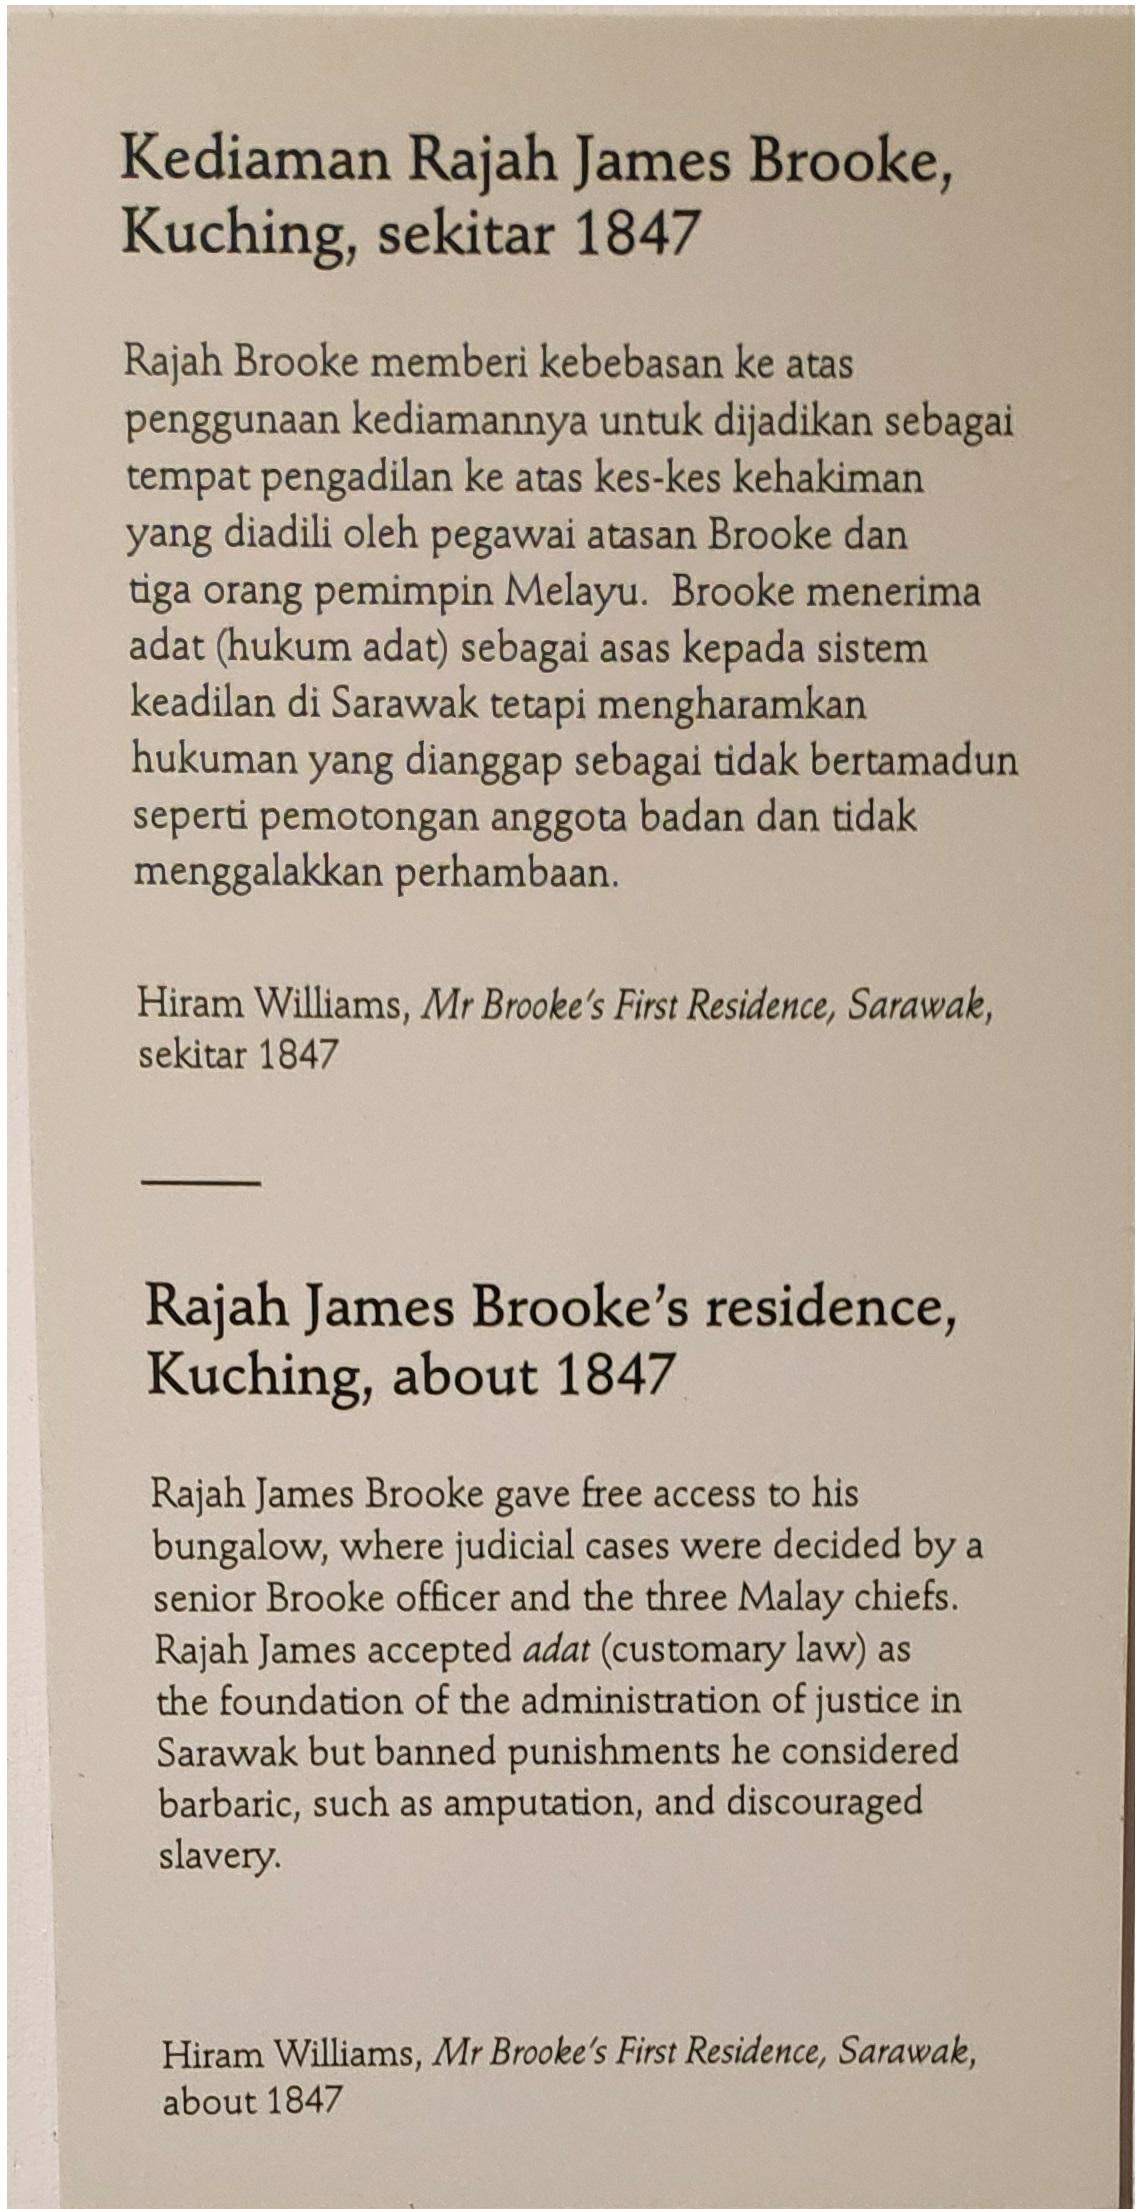 Kediaman Rajah James Brooke,
Kuching, sekitar 1847
Rajah Brooke memberi kebebasan ke atas
penggunaan kediamannya untuk dijadikan sebagai
tempat pengadilan ke atas kes-kes kehakiman
yang diadili oleh pegawai atasan Brooke dan
tiga orang pemimpin Melayu. Brooke menerima
adat (hukum adat) sebagai asas kepada sistem
keadilan di Sarawak tetapi mengharamkan
hukuman yang dianggap sebagai tidak bertamadun
seperti pemotongan anggota badan dan tidak
menggalakkan perhambaan.
Hiram Williams, Mr Brooke's First Residence, Sarawak,
sekitar 1847
Rajah James Brooke's residence,
Kuching, about 1847
Rajah James Brooke gave free access to his
bungalow, where judicial cases were decided by a
senior Brooke officer and the three Malay chiefs.
Rajah James accepted adat (customary law) as
the foundation of the administration of justice in
Sarawak but banned punishments he considered
barbaric, such as amputation, and discouraged
slavery.
Hiram Williams, Mr Brooke's First Residence, Sarawak,
about 1847